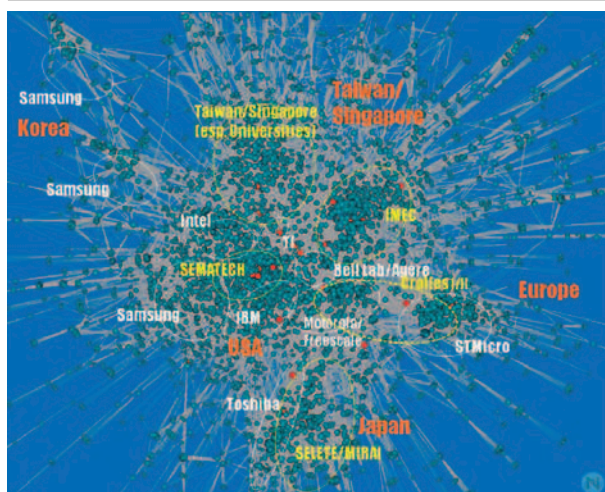 Samsung
Korea
Taiwan/Singapore
(esp Universities)
Taiwan/
Singapore
Samsung
Intel
IMEC
TI
SEMATECH
Bell Lab/Agere
Crolles I/II
Europe
Samsung
IBM
Motorola/
Freescale
USA
STMicro
Toshiba
Japan
SELETE/MIRAI
N